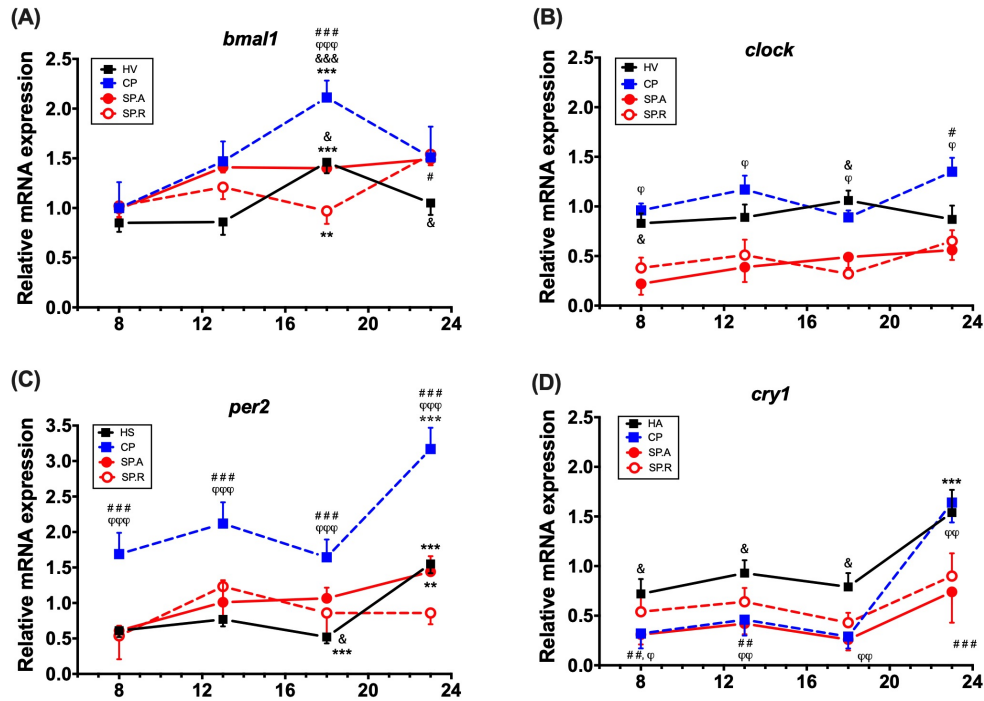 (A)
bmal1
Relative mRNA expression
2.5
2.0
1.5
1.0
0.5
0.0
HV
CP
SP.A
SP.R
# # #
φφφ
&&&
***
&
***
**
#
&
8
12
16
20
24
(B)
clock
Relative mRNA expression
2.5
2.0
1.5
1.0
0.5
0.0
HV
CP
SP.A
SP.R
φ
&
φ
&
φ
#
φ
8
12
16
20
24
(C)
per2
Relative mRNA expression
3.5
3.0
2.5
2.0
1.5
1.0
0.5
0.0
HS
CP
SP.A
SP.R
# # #
φφφ
# # #
φφφ
# # #
φφφ
&
***
# # #
φφφ
***
***
**
8
12
16
20
24
(D)
cry1
Relative mRNA expression
2.5
2.0
1.5
1.0
0.5
0.0
HA
CP
SP.A
SP.R
&
##, φ
&
##
φφ
&
φφ
***
φφ
# # #
8
12
16
20
24